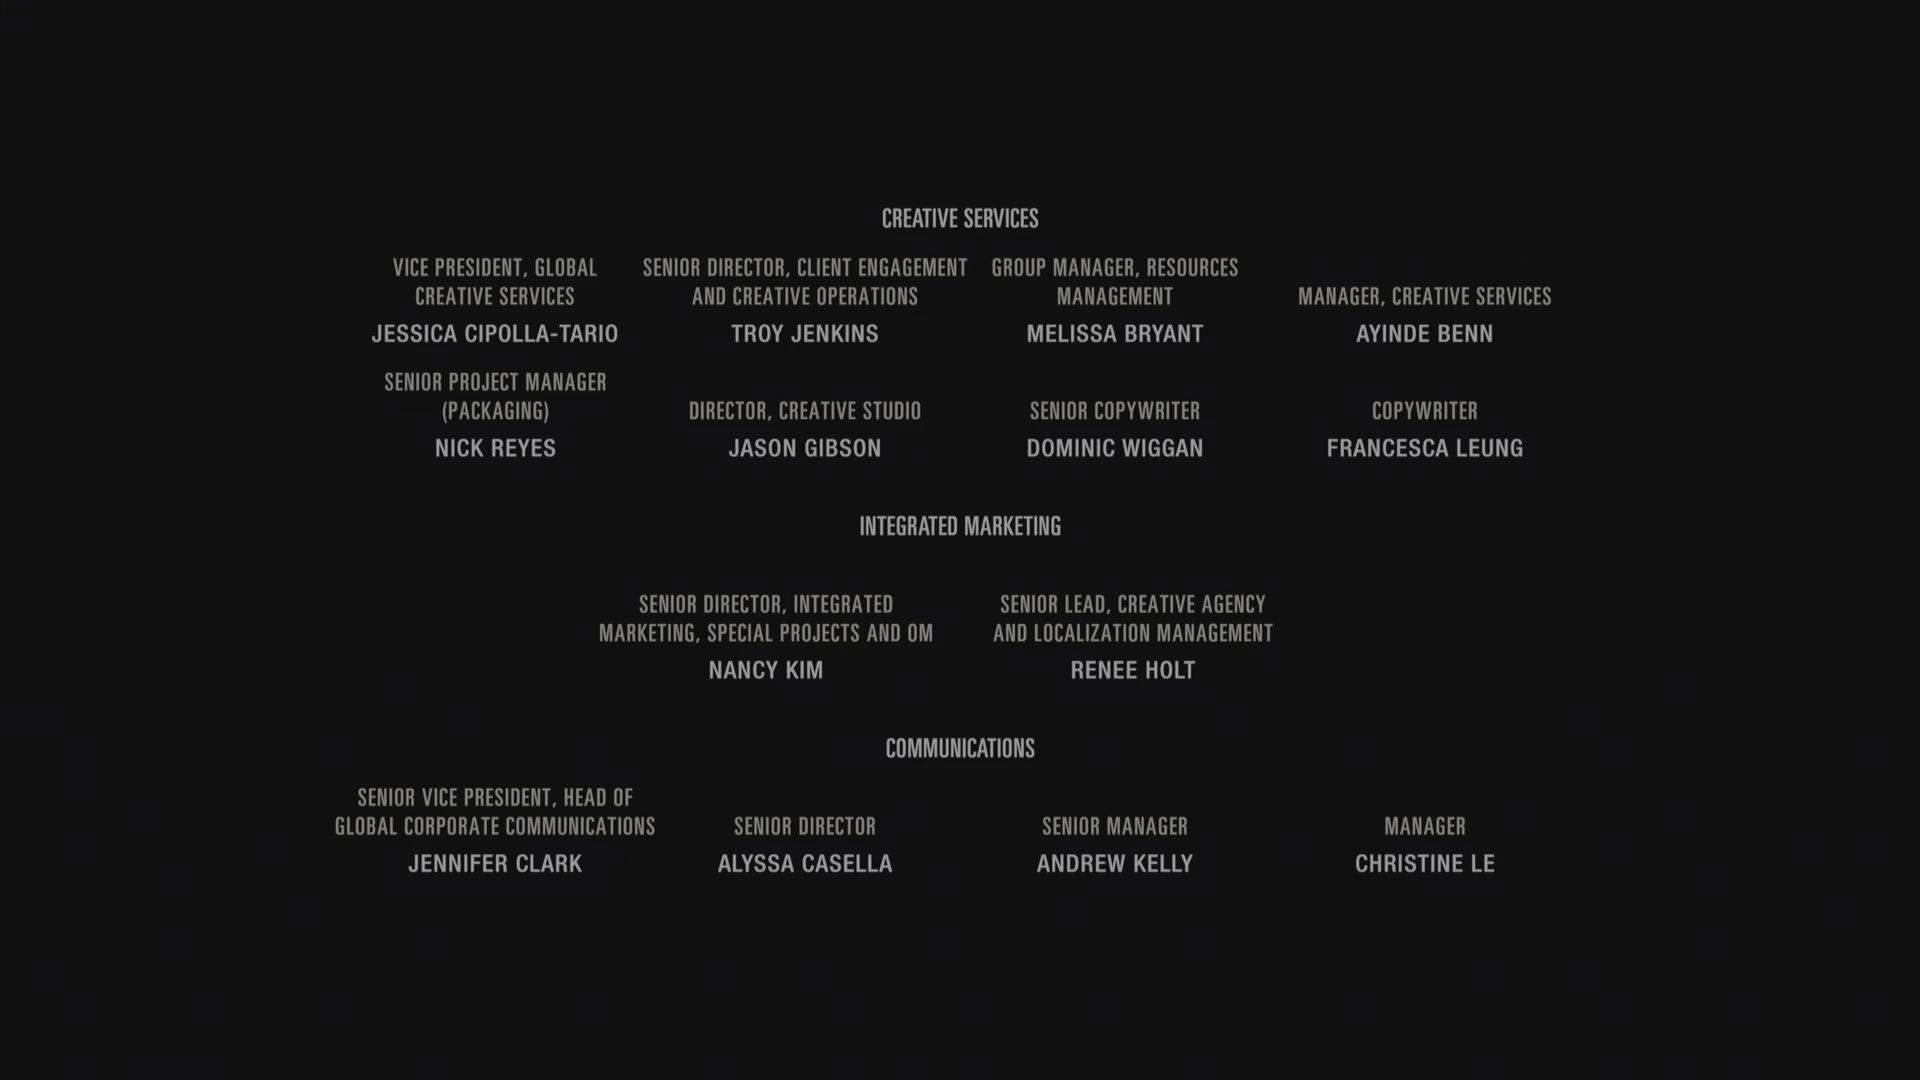 CREATIVE SERVICES
VICE PRESIDENT, GLOBAL
CREATIVE SERVICES
JESSICA CIPOLLA-TARIO
SENIOR DIRECTOR, CLIENT ENGAGEMENT
AND CREATIVE OPERATIONS
TROY JENKINS
GROUP MANAGER, RESOURCES
MANAGEMENT
MELISSA BRYANT
MANAGER, CREATIVE SERVICES
AYINDE BENN
SENIOR PROJECT MANAGER
(PACKAGING)
NICK REYES
DIRECTOR, CREATIVE STUDIO
JASON GIBSON
SENIOR COPYWRITER
DOMINIC WIGGAN
COPYWRITER
FRANCESCA LEUNG
INTEGRATED MARKETING
SENIOR DIRECTOR, INTEGRATED
MARKETING, SPECIAL PROJECTS AND OM
NANCY KIM
SENIOR LEAD, CREATIVE AGENCY
AND LOCALIZATION MANAGEMENT
RENEE HOLT
COMMUNICATIONS
SENIOR VICE PRESIDENT, HEAD OF
GLOBAL CORPORATE COMMUNICATIONS
JENNIFER CLARK
SENIOR DIRECTOR
ALYSSA CASELLA
SENIOR MANAGER
ANDREW KELLY
MANAGER
CHRISTINE LE